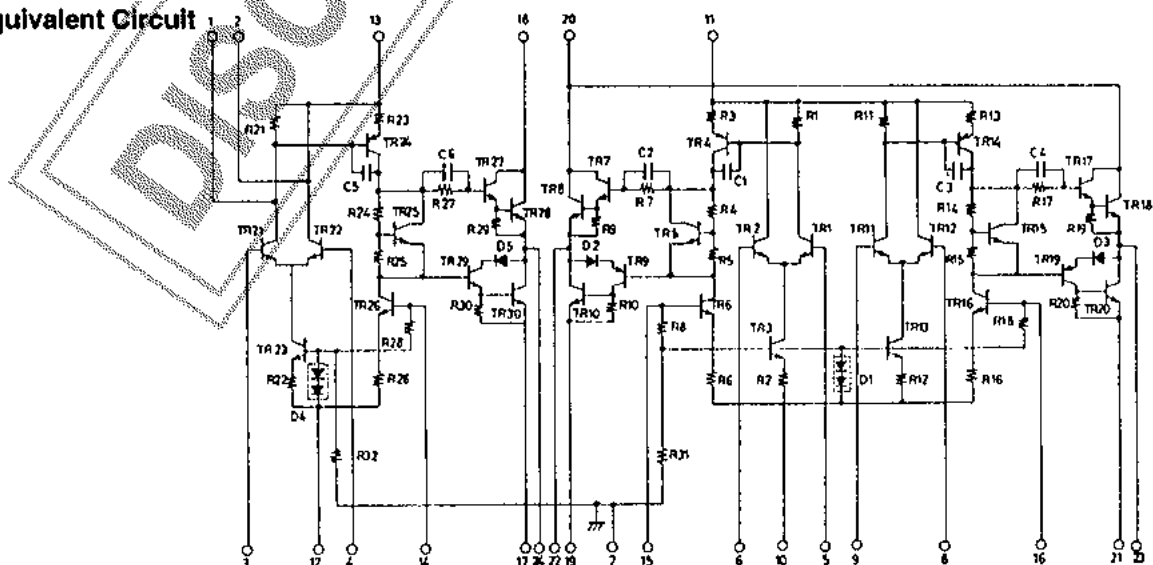 quivalent Circuit
1 2 13 18 20 11
R21 R23 TR24 C5 C6 R27 TR27 TR28 R24 TR25 R29 D5
TR8 TR7 C2 R7 R9 D2 TR9 TR4 R3 C1 R4 TR5 R5
R1 R11 R13 TR14 C3 C4 R17 TR17 TR18 R14 TR15 R19 D3
TR21 TR22 R25 TR29 R30 TR30 TR26 R28
TR10 R10 TR6 R8 TR2 TR1 TR11 TR12 R15 TR19 R20 TR20 TR16 R18
TR23 R22 D4 R26 R6 TR3 R2 D1 TR13 R12 R16
R32 R31
3 12 4 14 17 24 22 19 7 15 6 10 5 9 8 16 21 23
DISCO